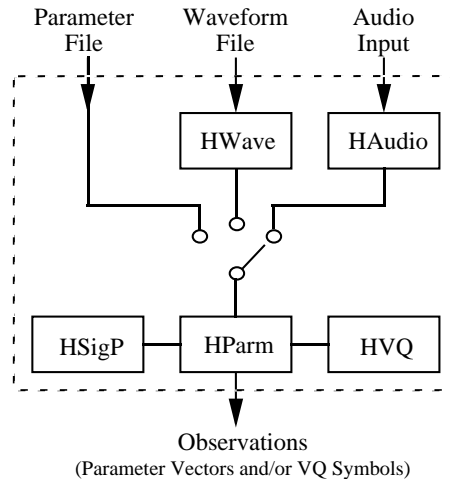 Parameter
File
Waveform
File
Audio
Input
HWave
HAudio
HSigP
HParm
HVQ
Observations
(Parameter Vectors and/or VQ Symbols)